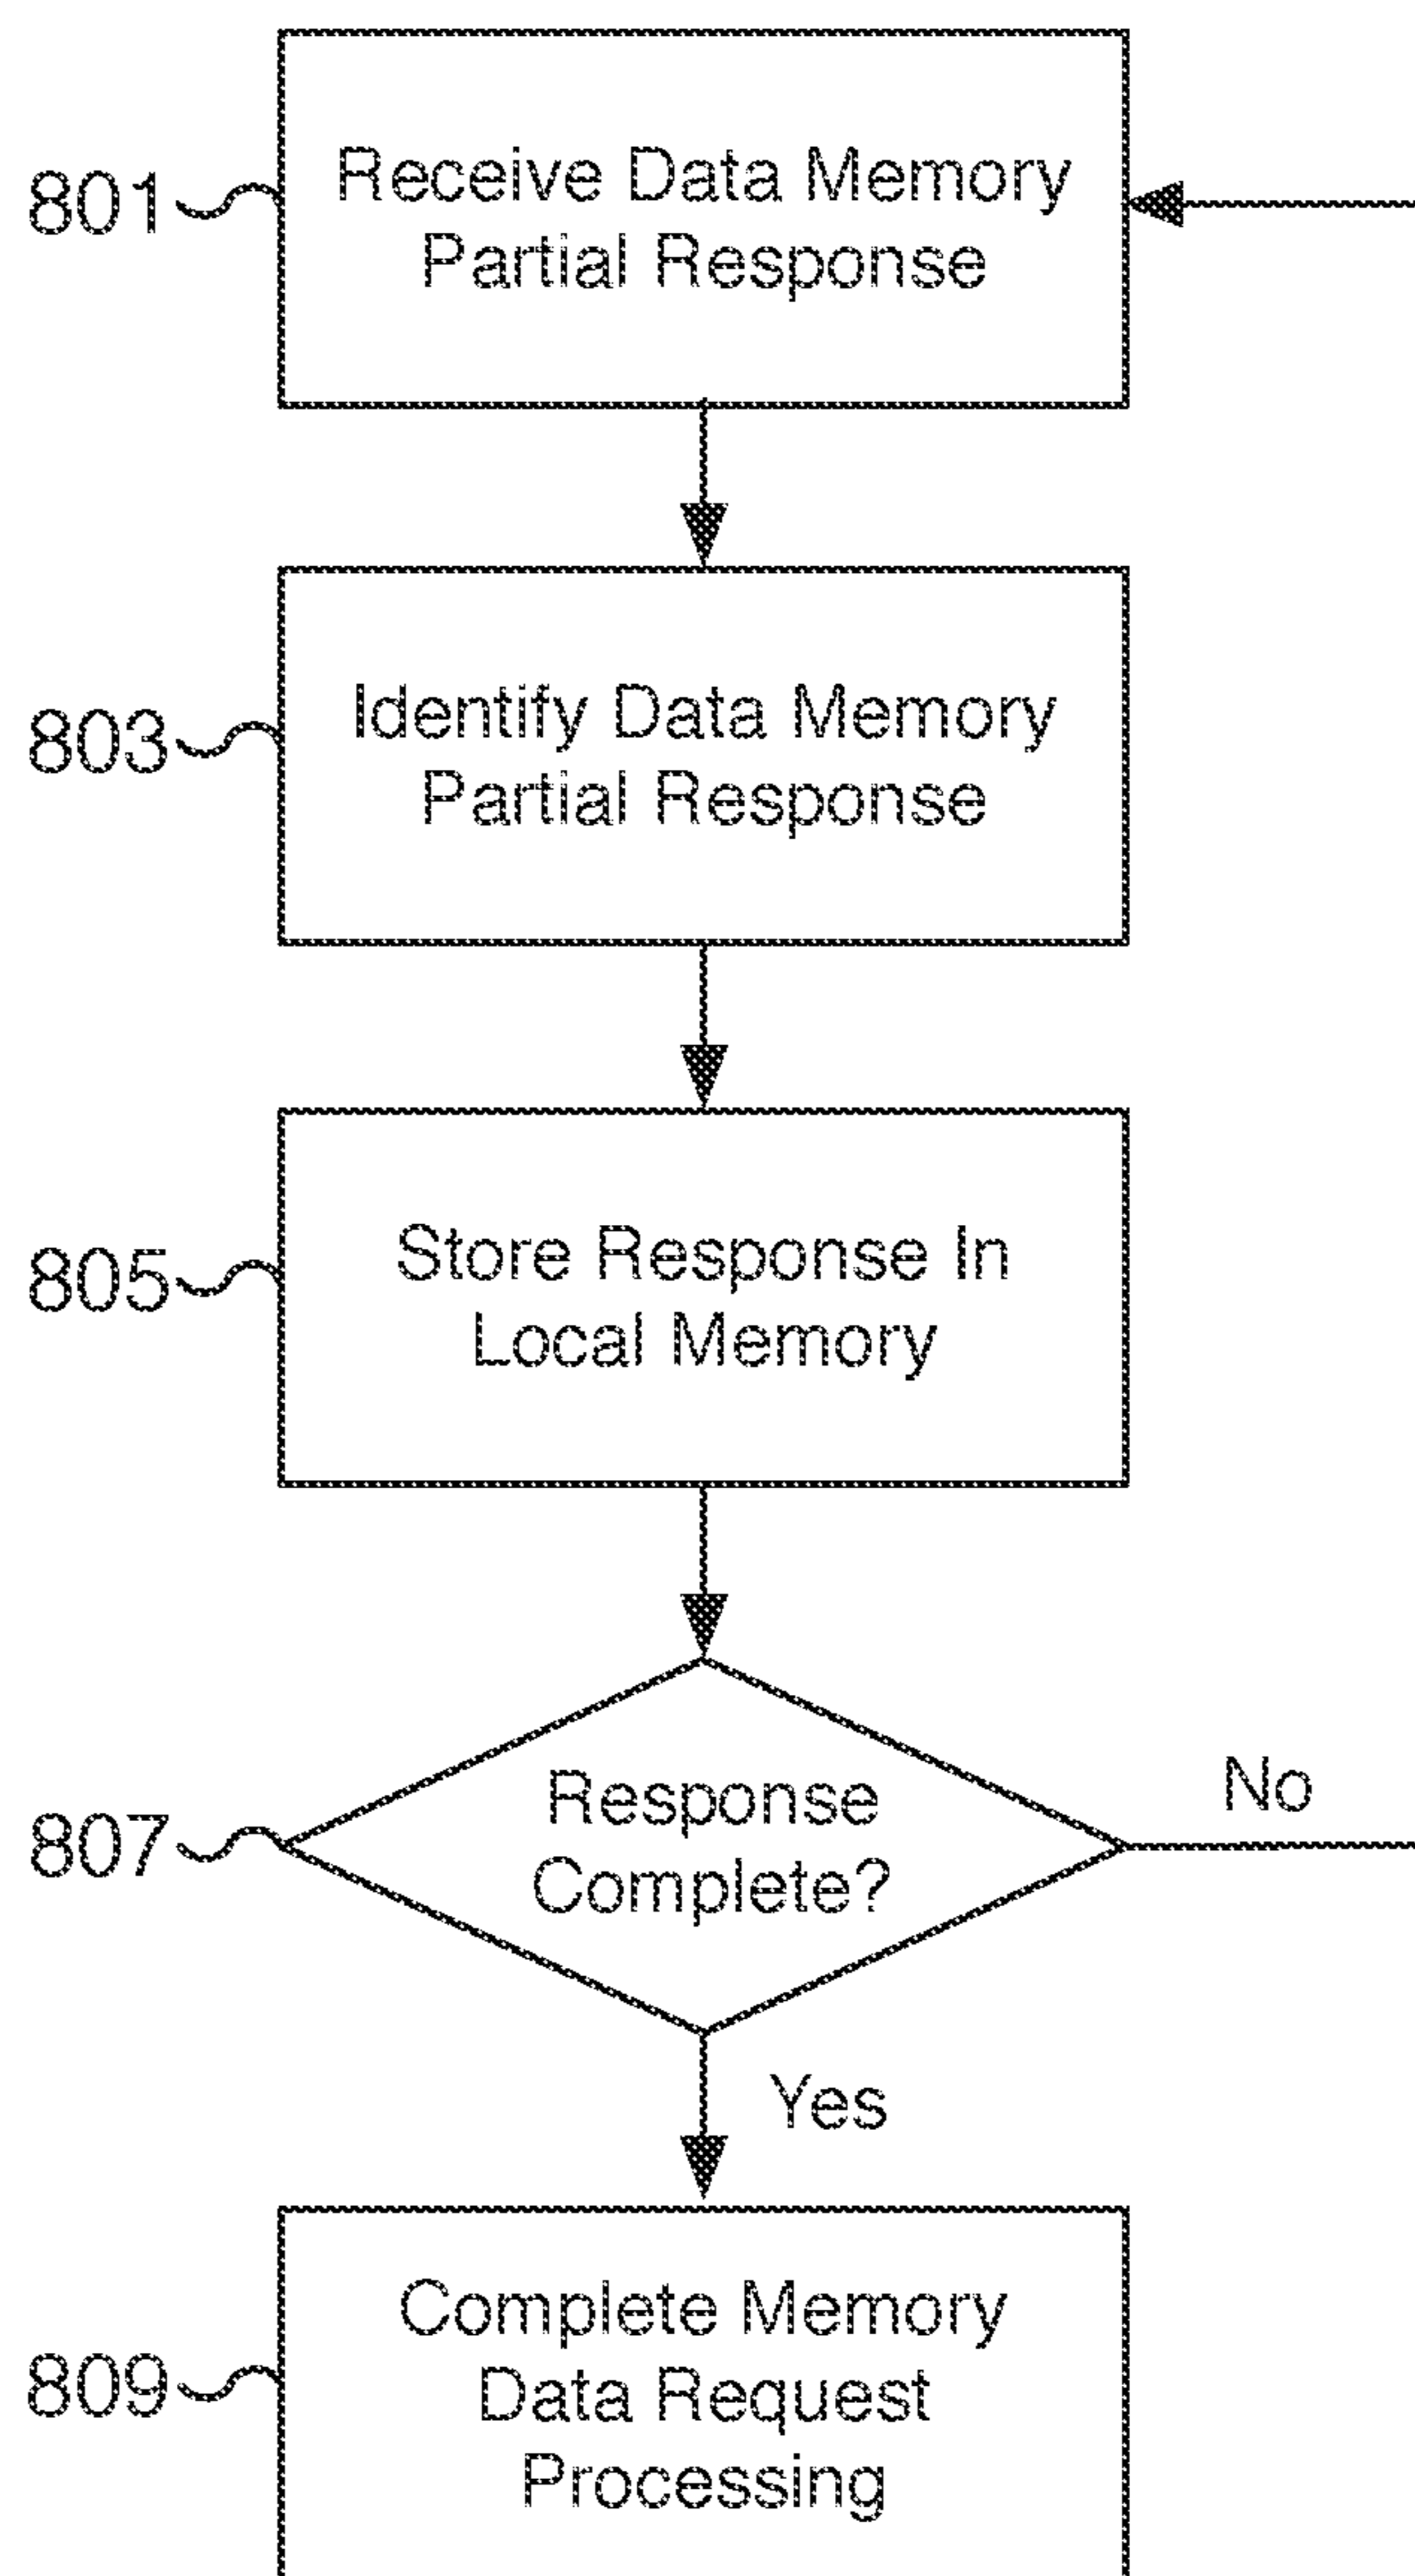 801
Receive Data Memory
Partial Response
803
Identify Data Memory
Partial Response
805
Store Response In
Local Memory
807
Response
Complete?
No
Yes
809
Complete Memory
Data Request
Processing